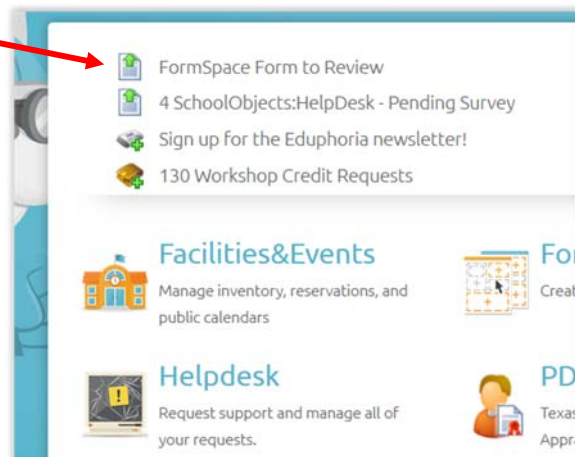 FormSpace Form to Review
4 SchoolObjects:HelpDesk - Pending Survey
Sign up for the Eduphoria newsletter!
130 Workshop Credit Requests
Facilities&Events
Manage inventory, reservations, and
public calendars
Helpdesk
Request support and manage all of
your requests.
PD